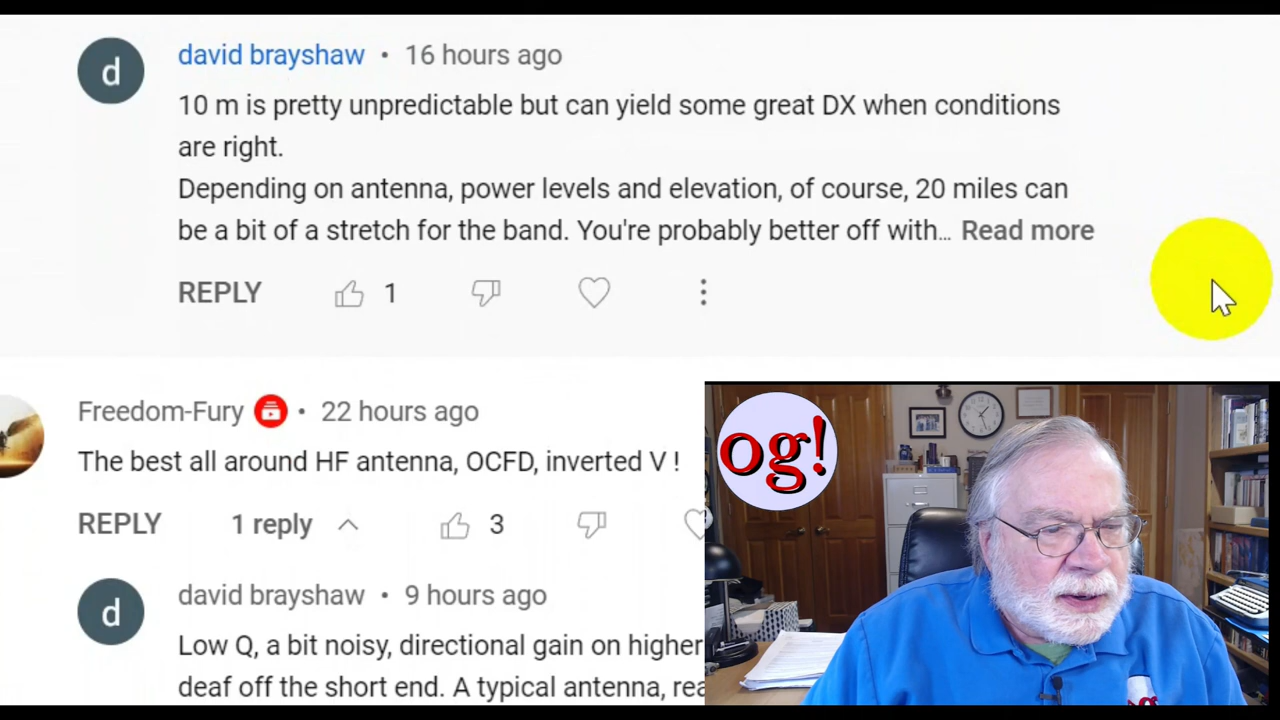 d
david brayshaw • 16 hours ago
10 m is pretty unpredictable but can yield some great DX when conditions
are right.
Depending on antenna, power levels and elevation, of course, 20 miles can
be a bit of a stretch for the band. You're probably better off with... Read more
REPLY 1
Freedom-Fury • 22 hours ago
The best all around HF antenna, OCFD, inverted V !
REPLY 1 reply 3
d
david brayshaw • 9 hours ago
Low Q, a bit noisy, directional gain on higher
deaf off the short end. A typical antenna,
og!